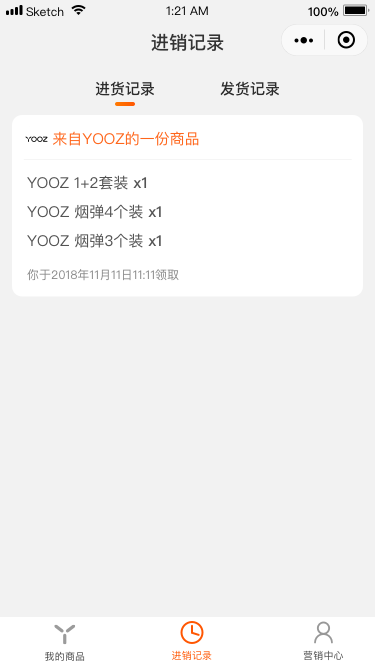 Sketch 1:21 AM 100%
进销记录
进货记录 发货记录
YOOZ 来自YOOZ的一份商品
YOOZ 1+2套装 x1
YOOZ 烟弹4个装 x1
YOOZ 烟弹3个装 x1
你于2018年11月11日11:11领取
我的商品 进销记录 营销中心